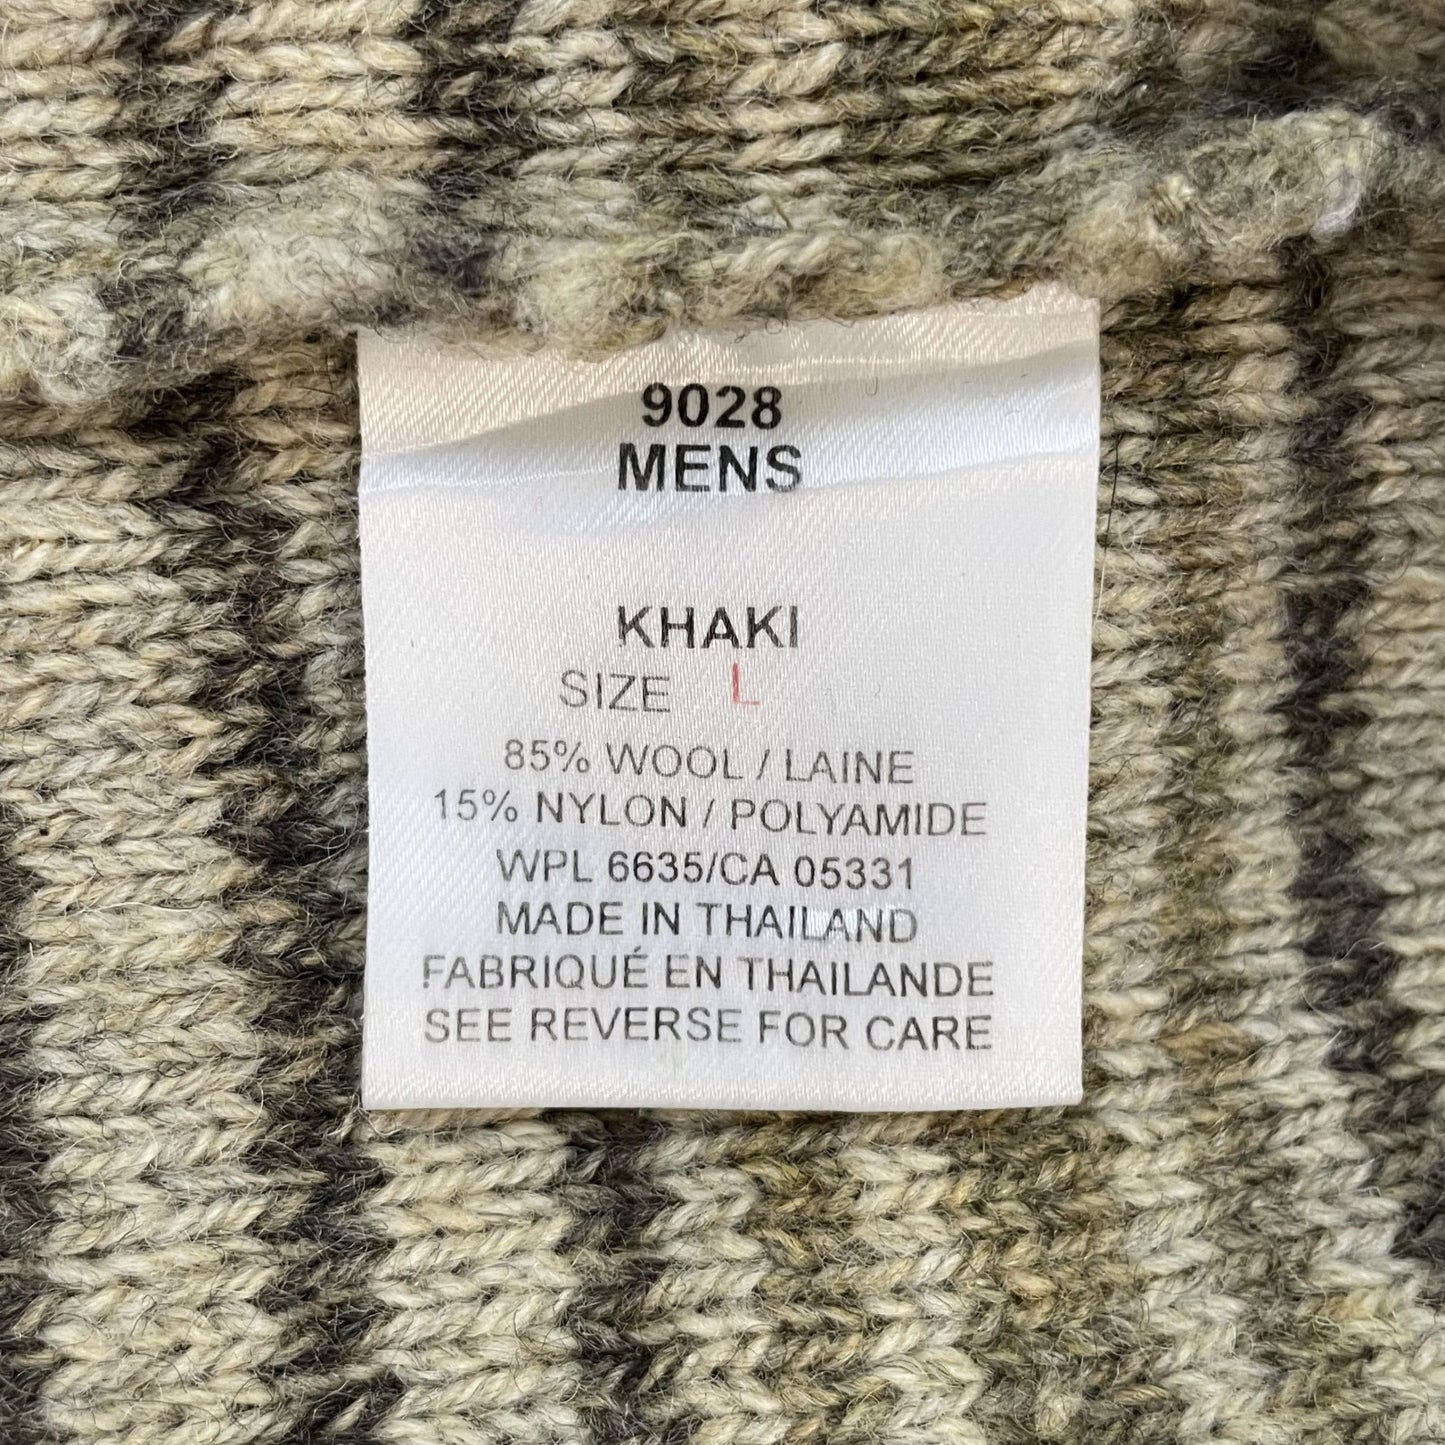 9028
MENS
KHAKI
SIZE L
85% WOOL / LAINE
15% NYLON / POLYAMIDE
WPL 6635/CA 05331
MADE IN THAILAND
FABRIQUÉ EN THAILANDE
SEE REVERSE FOR CARE